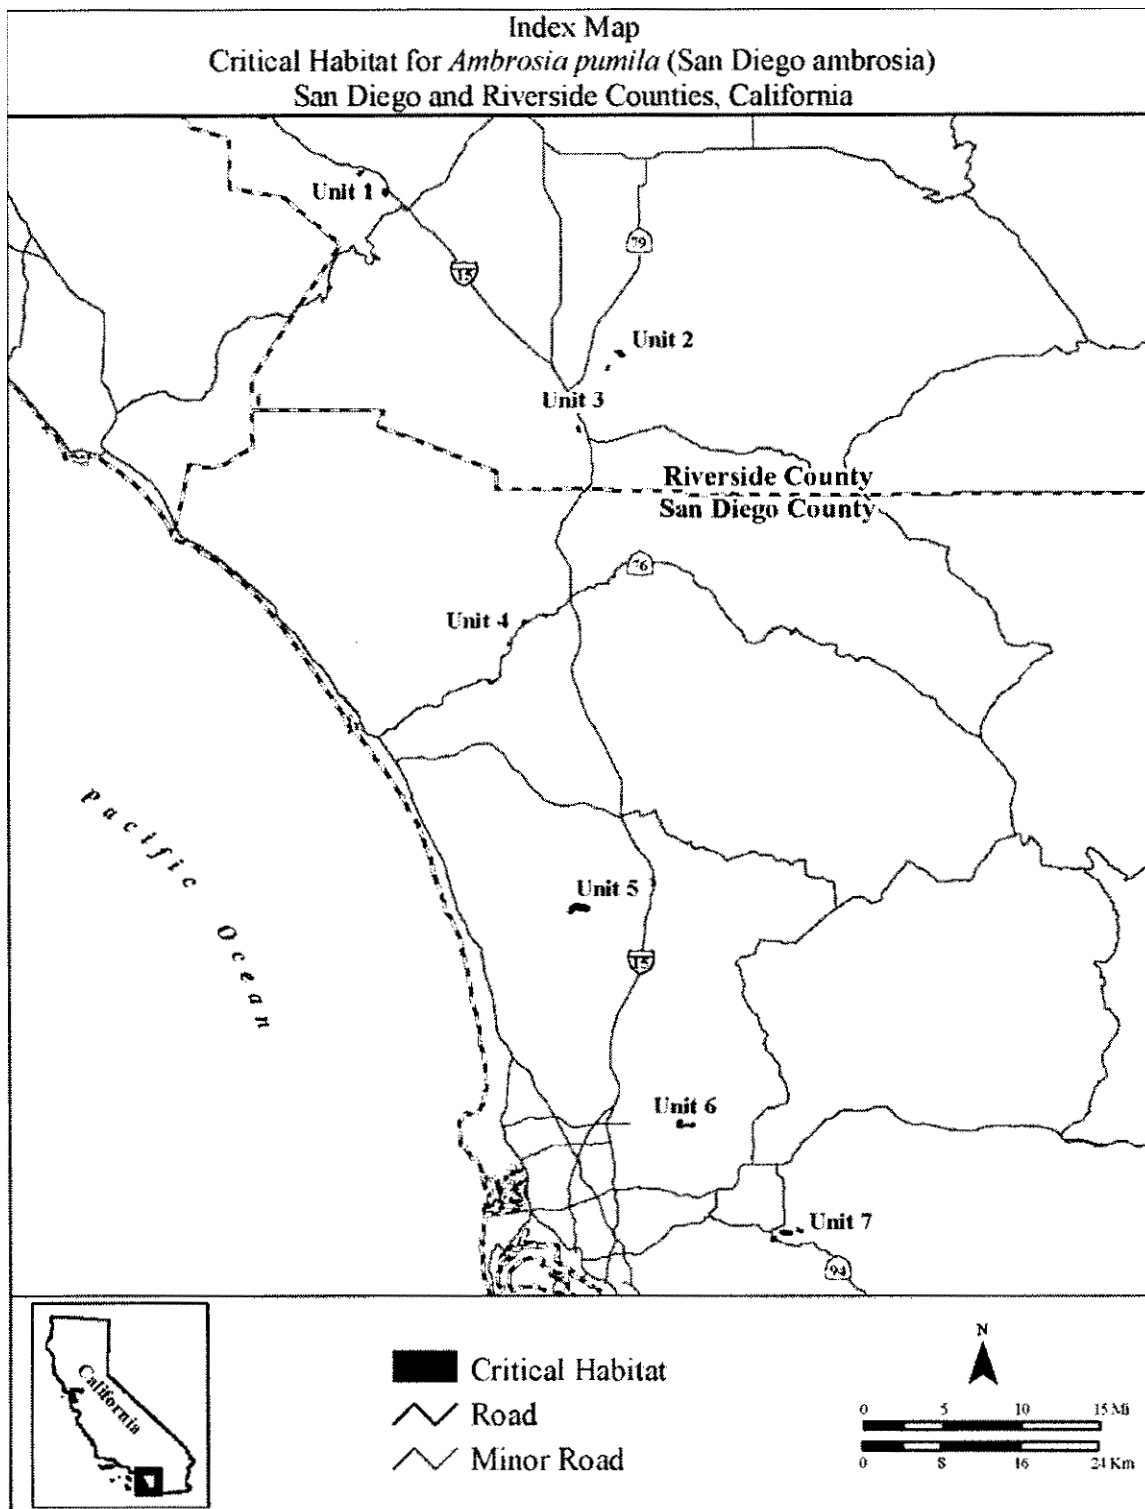 Index Map
Critical Habitat for Ambrosia pumila (San Diego ambrosia)
San Diego and Riverside Counties, California
Unit 1
79
15
Unit 2
Unit 3
Riverside County
San Diego County
76
Unit 4
Pacific Ocean
Unit 5
15
Unit 6
Unit 7
94
California
Critical Habitat
Road
Minor Road
N
0 5 10 15 Mi
0 8 16 24 Km